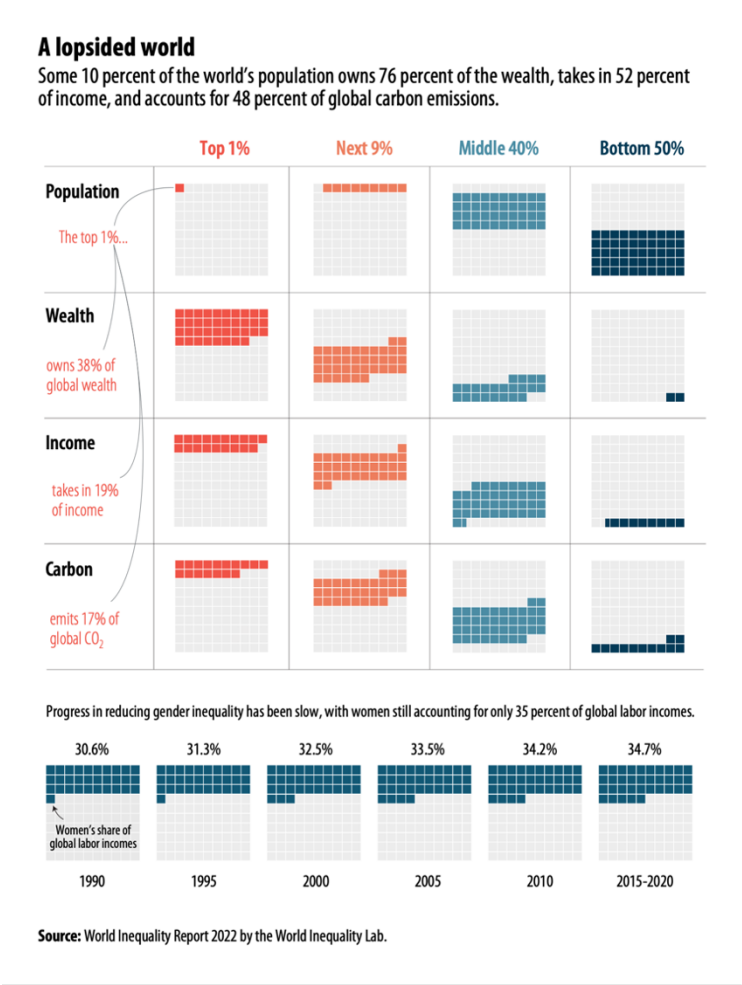 A lopsided world
Some 10 percent of the world's population owns 76 percent of the wealth, takes in 52 percent
of income, and accounts for 48 percent of global carbon emissions.
Top 1%
Next 9%
Middle 40%
Bottom 50%
Population
The top 1%...
Wealth
owns 38% of
global wealth
Income
takes in 19%
of income
Carbon
emits 17% of
global CO₂
Progress in reducing gender inequality has been slow, with women still accounting for only 35 percent of global labor incomes.
30.6%
31.3%
32.5%
33.5%
34.2%
34.7%
Women's share of
global labor incomes
1990
1995
2000
2005
2010
2015-2020
Source: World Inequality Report 2022 by the World Inequality Lab.